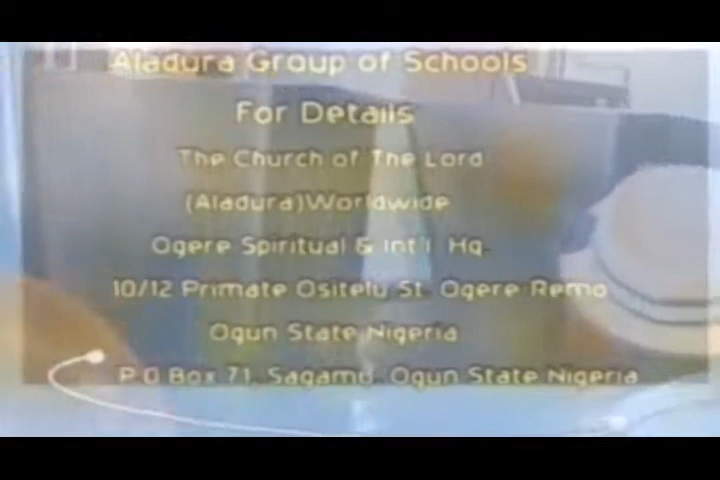 Aladura Group of Schools
For Details
The Church of The Lord
(Aladura)Worldwide
Ogere Spiritual & Int'l Hq.
10/12 Primate Ositelu St. Ogere-Remo
Ogun State Nigeria
P.O Box 71, Sagamu, Ogun State Nigeria